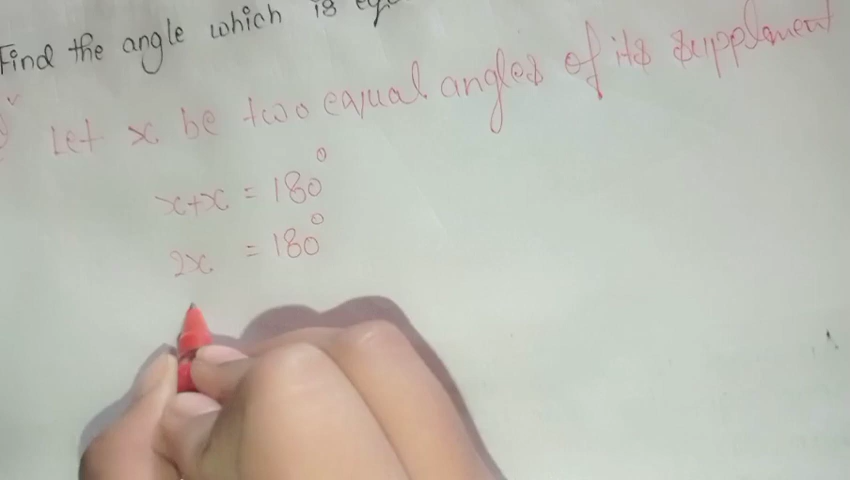 Find the angle which is
Let x be two equal angles of its supplement
x+x = 180°
2x = 180°